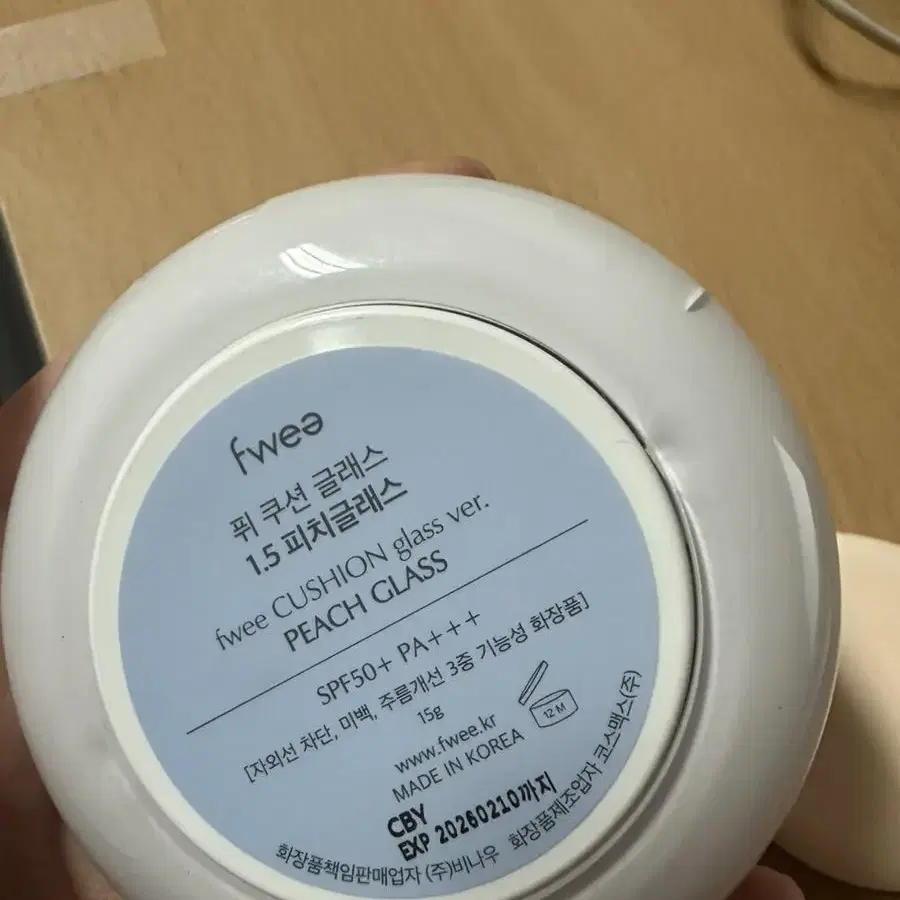 fwee
퓌 쿠션 글래스
1.5 피치글래스
fwee CUSHION glass ver.
PEACH GLASS
SPF50+ PA+++
[자외선 차단, 미백, 주름개선 3중 기능성 화장품]
15g
12 M
www.fwee.kr
MADE IN KOREA
CBY
EXP 20260210까지
화장품책임판매업자 (주)비나우 화장품제조업자 코스맥스(주)